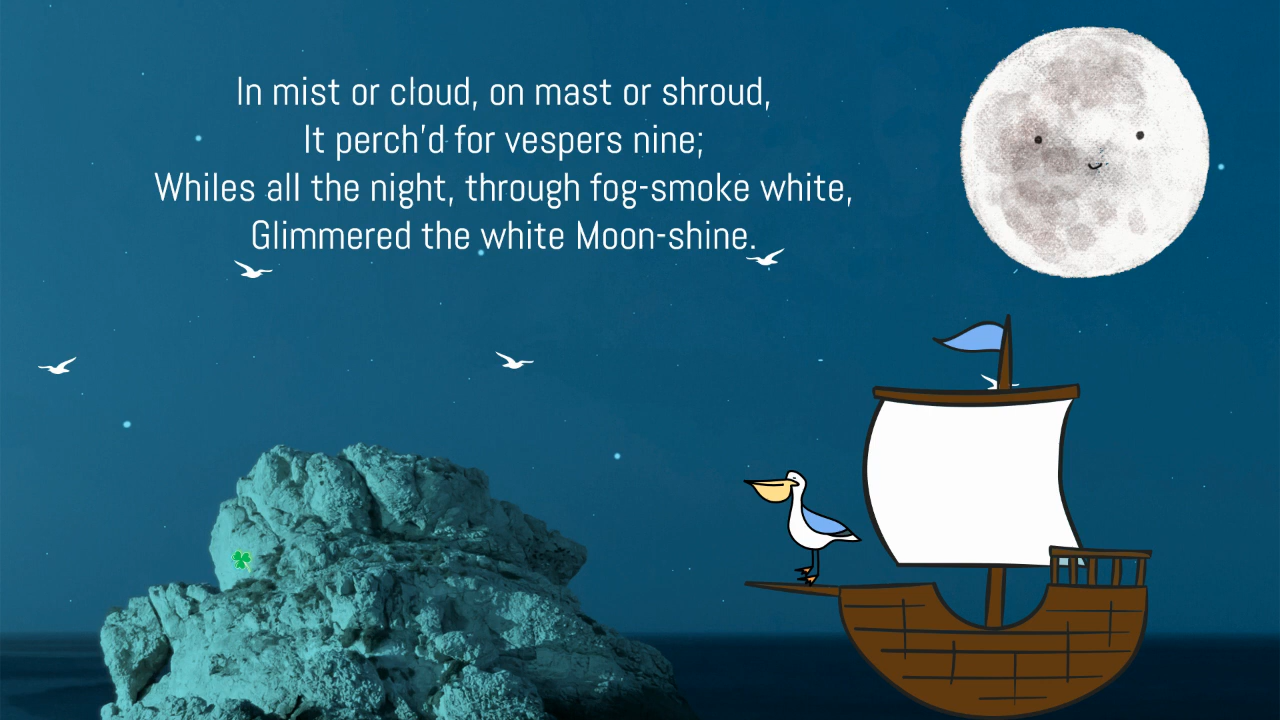 In mist or cloud, on mast or shroud,
It perch’d for vespers nine;
Whiles all the night, through fog-smoke white,
Glimmered the white Moon-shine.